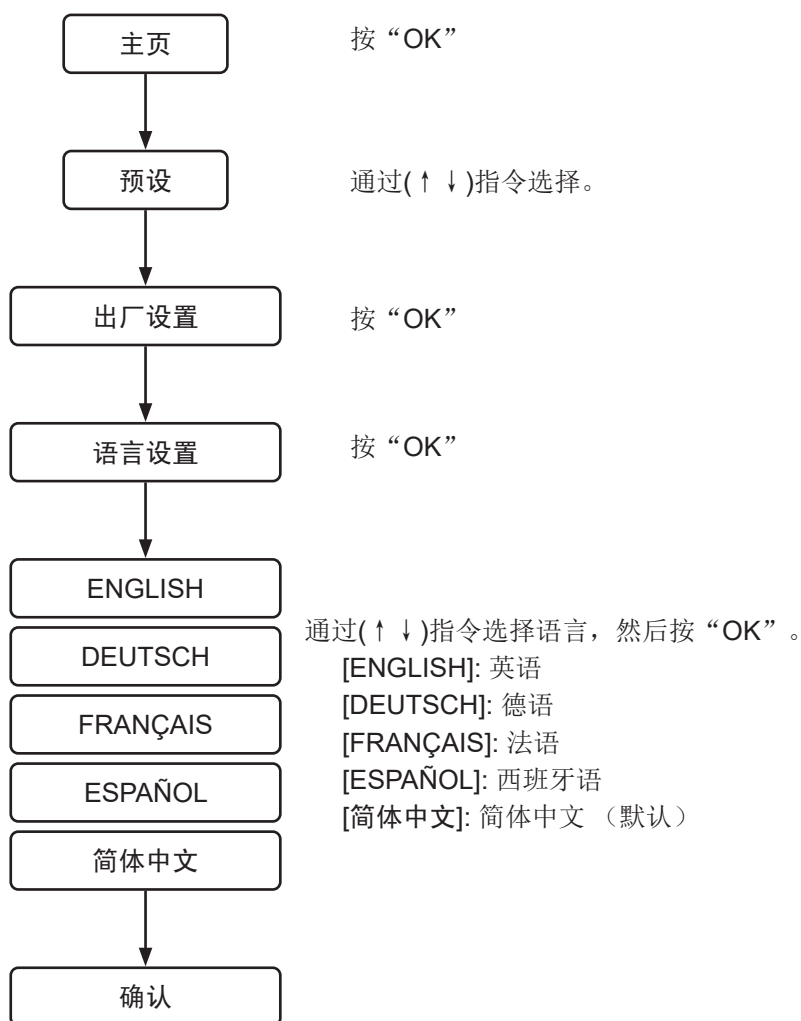 主页
按“OK”
预设
通过(↑↓)指令选择。
出厂设置
按“OK”
语言设置
按“OK”
ENGLISH
DEUTSCH
FRANÇAIS
ESPAÑOL
简体中文
通过(↑↓)指令选择语言，然后按“OK”。
[ENGLISH]: 英语
[DEUTSCH]: 德语
[FRANÇAIS]: 法语
[ESPAÑOL]: 西班牙语
[简体中文]: 简体中文 （默认）
确认